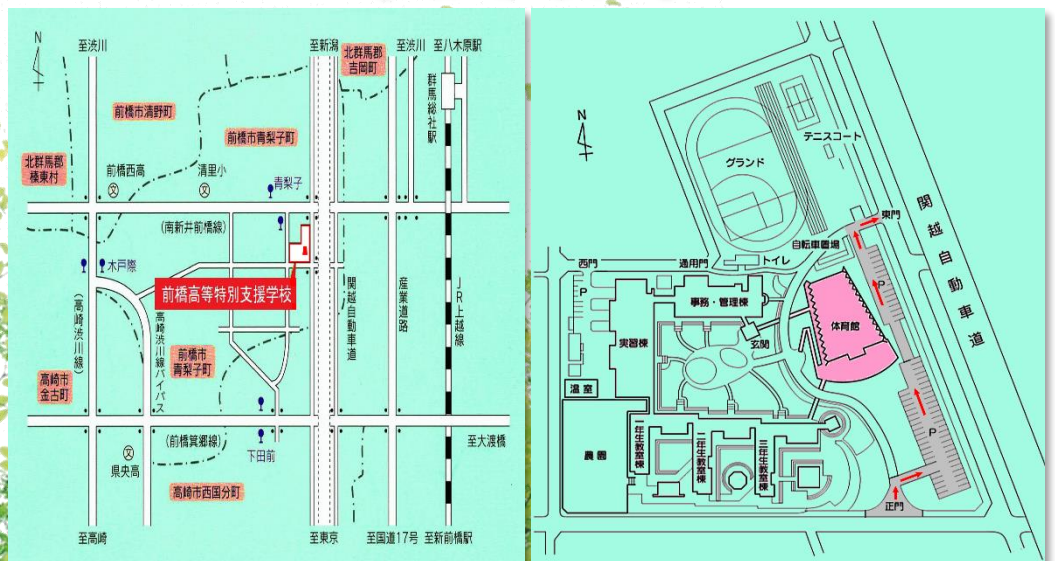 N
至渋川
至新潟
北群馬郡
吉岡町
至渋川
至八木原駅
群馬総社駅
前橋市清野町
前橋市青梨子町
北群馬郡
榛東村
前橋西高
文
清里小
文
青梨子
(南新井前橋線)
木戸際
前橋高等特別支援学校
(高崎渋川線)
高崎渋川線バイパス
関越自動車道
産業道路
JR上越線
前橋市
青梨子町
高崎市
金古町
(前橋箕郷線)
至大渡橋
文
県央高
下田前
高崎市西国分町
至高崎
至東京
至国道17号
至新前橋駅
N
テニスコート
グランド
関越自動車道
東門
自転車置場
西門
通用門
トイレ
P
事務・管理棟
P
体育館
玄関
実習棟
温室
農園
一年生教室棟
二年生教室棟
三年生教室棟
P
正門